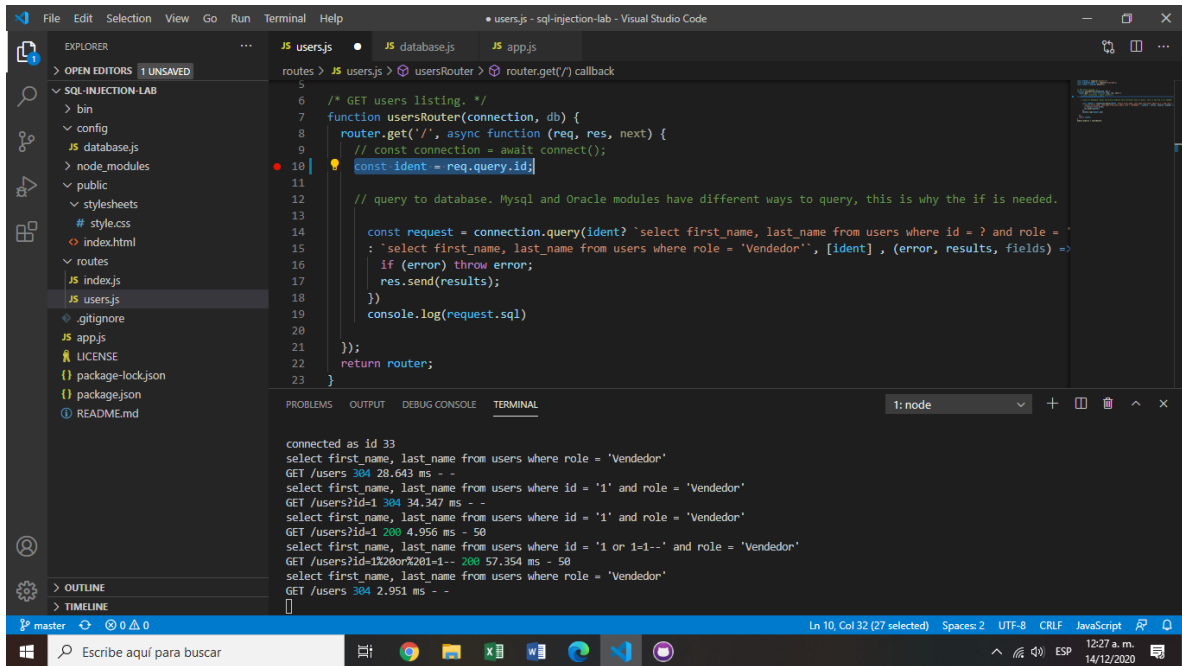 File Edit Selection View Go Run Terminal Help
● users.js - sql-injection-lab - Visual Studio Code
EXPLORER
OPEN EDITORS 1 UNSAVED
SQL-INJECTION-LAB
bin
config
JS database.js
node_modules
public
stylesheets
# style.css
<> index.html
routes
JS index.js
JS users.js
.gitignore
JS app.js
LICENSE
{} package-lock.json
{} package.json
README.md
OUTLINE
TIMELINE
JS users.js ● JS database.js JS app.js
routes > JS users.js > usersRouter > router.get('/') callback
5
6 /* GET users listing. */
7 function usersRouter(connection, db) {
8 router.get('/', async function (req, res, next) {
9 // const connection = await connect();
10 const ident = req.query.id;
11
12 // query to database. Mysql and Oracle modules have different ways to query, this is why the if is needed.
13
14 const request = connection.query(ident? `select first_name, last_name from users where id = ? and role = '
15 : `select first_name, last_name from users where role = 'Vendedor'`, [ident] , (error, results, fields) =>
16 if (error) throw error;
17 res.send(results);
18 })
19 console.log(request.sql)
20
21 });
22 return router;
23 }
PROBLEMS OUTPUT DEBUG CONSOLE TERMINAL
1: node
connected as id 33
select first_name, last_name from users where role = 'Vendedor'
GET /users 304 28.643 ms - -
select first_name, last_name from users where id = '1' and role = 'Vendedor'
GET /users?id=1 304 34.347 ms - -
select first_name, last_name from users where id = '1' and role = 'Vendedor'
GET /users?id=1 200 4.956 ms - 50
select first_name, last_name from users where id = '1 or 1=1--' and role = 'Vendedor'
GET /users?id=1%20or%201=1-- 200 57.354 ms - 50
select first_name, last_name from users where role = 'Vendedor'
GET /users 304 2.951 ms - -
master 0 0 Ln 10, Col 32 (27 selected) Spaces: 2 UTF-8 CRLF JavaScript
Escribe aquí para buscar
ESP
12:27 a. m.
14/12/2020